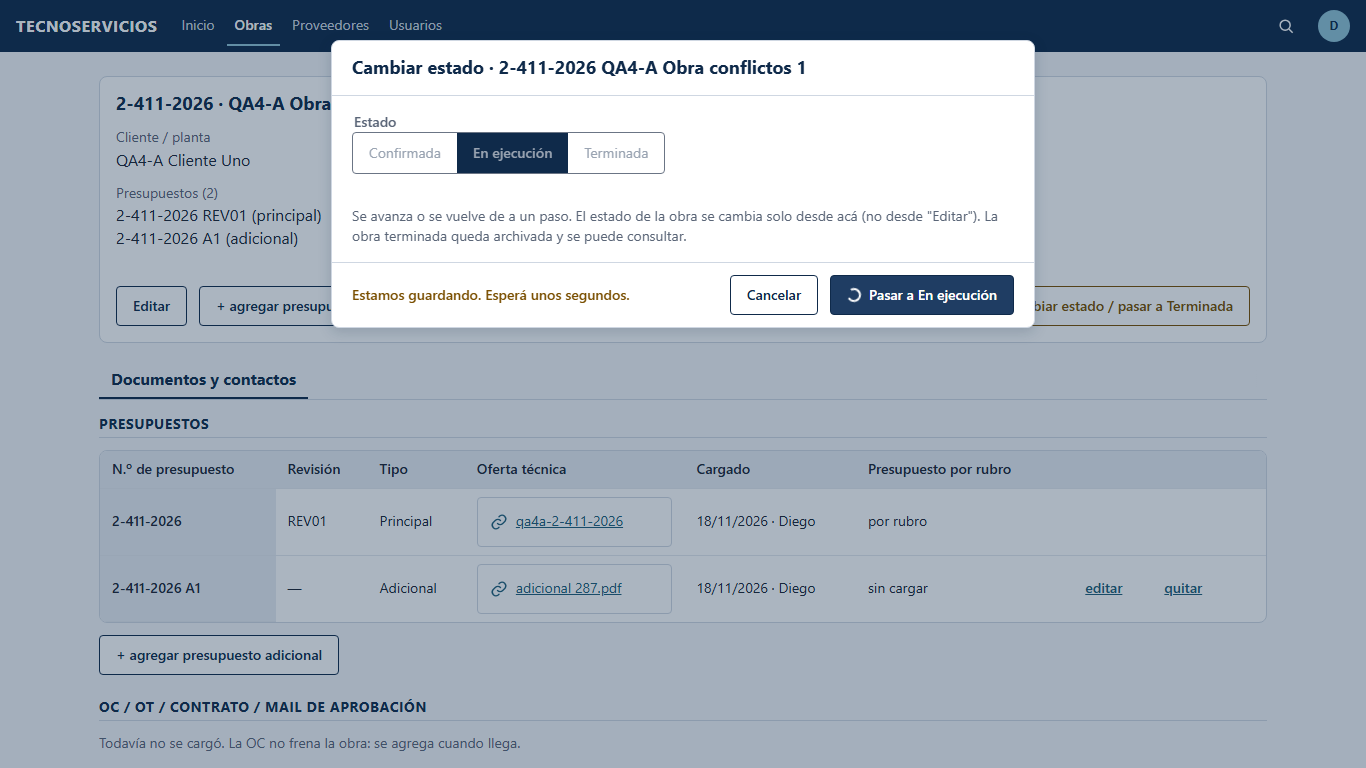 TECNOSERVICIOS Inicio Obras Proveedores Usuarios D
Cambiar estado · 2-411-2026 QA4-A Obra conflictos 1
Estado
Confirmada En ejecución Terminada
Se avanza o se vuelve de a un paso. El estado de la obra se cambia solo desde acá (no desde "Editar"). La
obra terminada queda archivada y se puede consultar.
Estamos guardando. Esperá unos segundos. Cancelar Pasar a En ejecución
2-411-2026 · QA4-A Obra
Cliente / planta
QA4-A Cliente Uno
Presupuestos (2)
2-411-2026 REV01 (principal)
2-411-2026 A1 (adicional)
Editar + agregar presupu biar estado / pasar a Terminada
Documentos y contactos
PRESUPUESTOS
N.º de presupuesto Revisión Tipo Oferta técnica Cargado Presupuesto por rubro
2-411-2026 REV01 Principal qa4a-2-411-2026 18/11/2026 · Diego por rubro
2-411-2026 A1 — Adicional adicional 287.pdf 18/11/2026 · Diego sin cargar editar quitar
+ agregar presupuesto adicional
OC / OT / CONTRATO / MAIL DE APROBACIÓN
Todavía no se cargó. La OC no frena la obra: se agrega cuando llega.